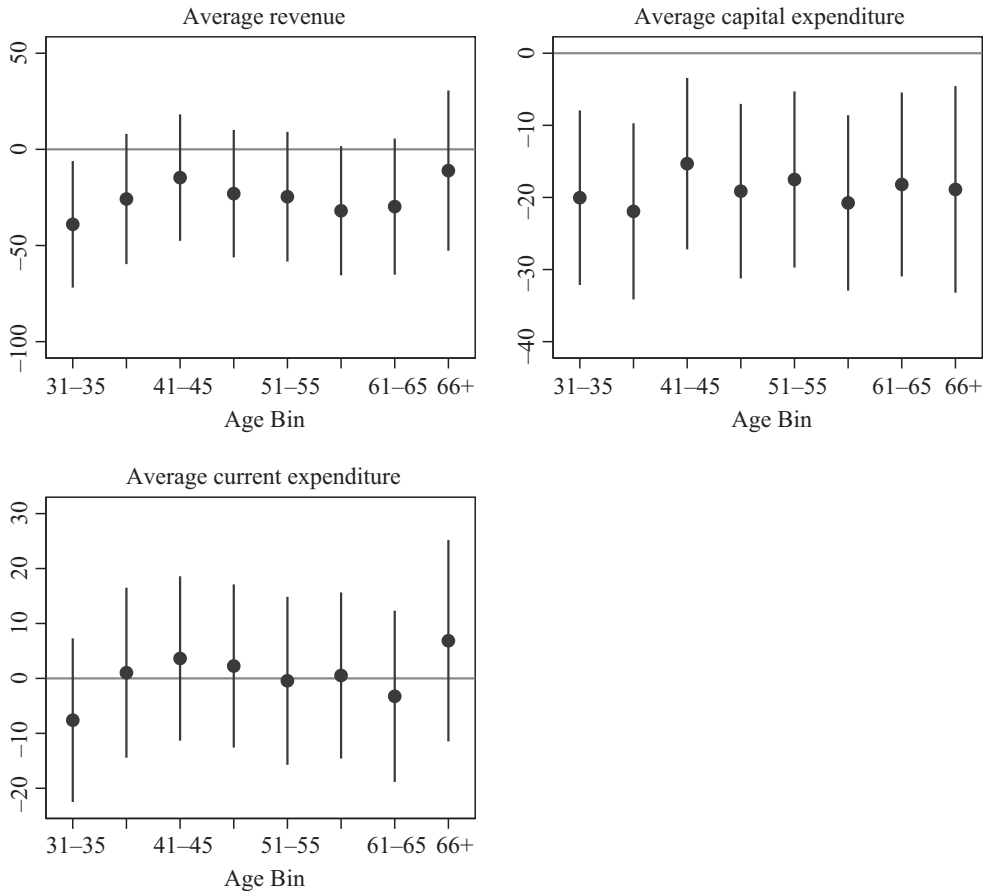 Average revenue
50
0
−50
−100
31–35 41–45 51–55 61–65 66+
Age Bin
Average capital expenditure
0
−10
−20
−30
−40
31–35 41–45 51–55 61–65 66+
Age Bin
Average current expenditure
30
20
10
0
−10
−20
31–35 41–45 51–55 61–65 66+
Age Bin